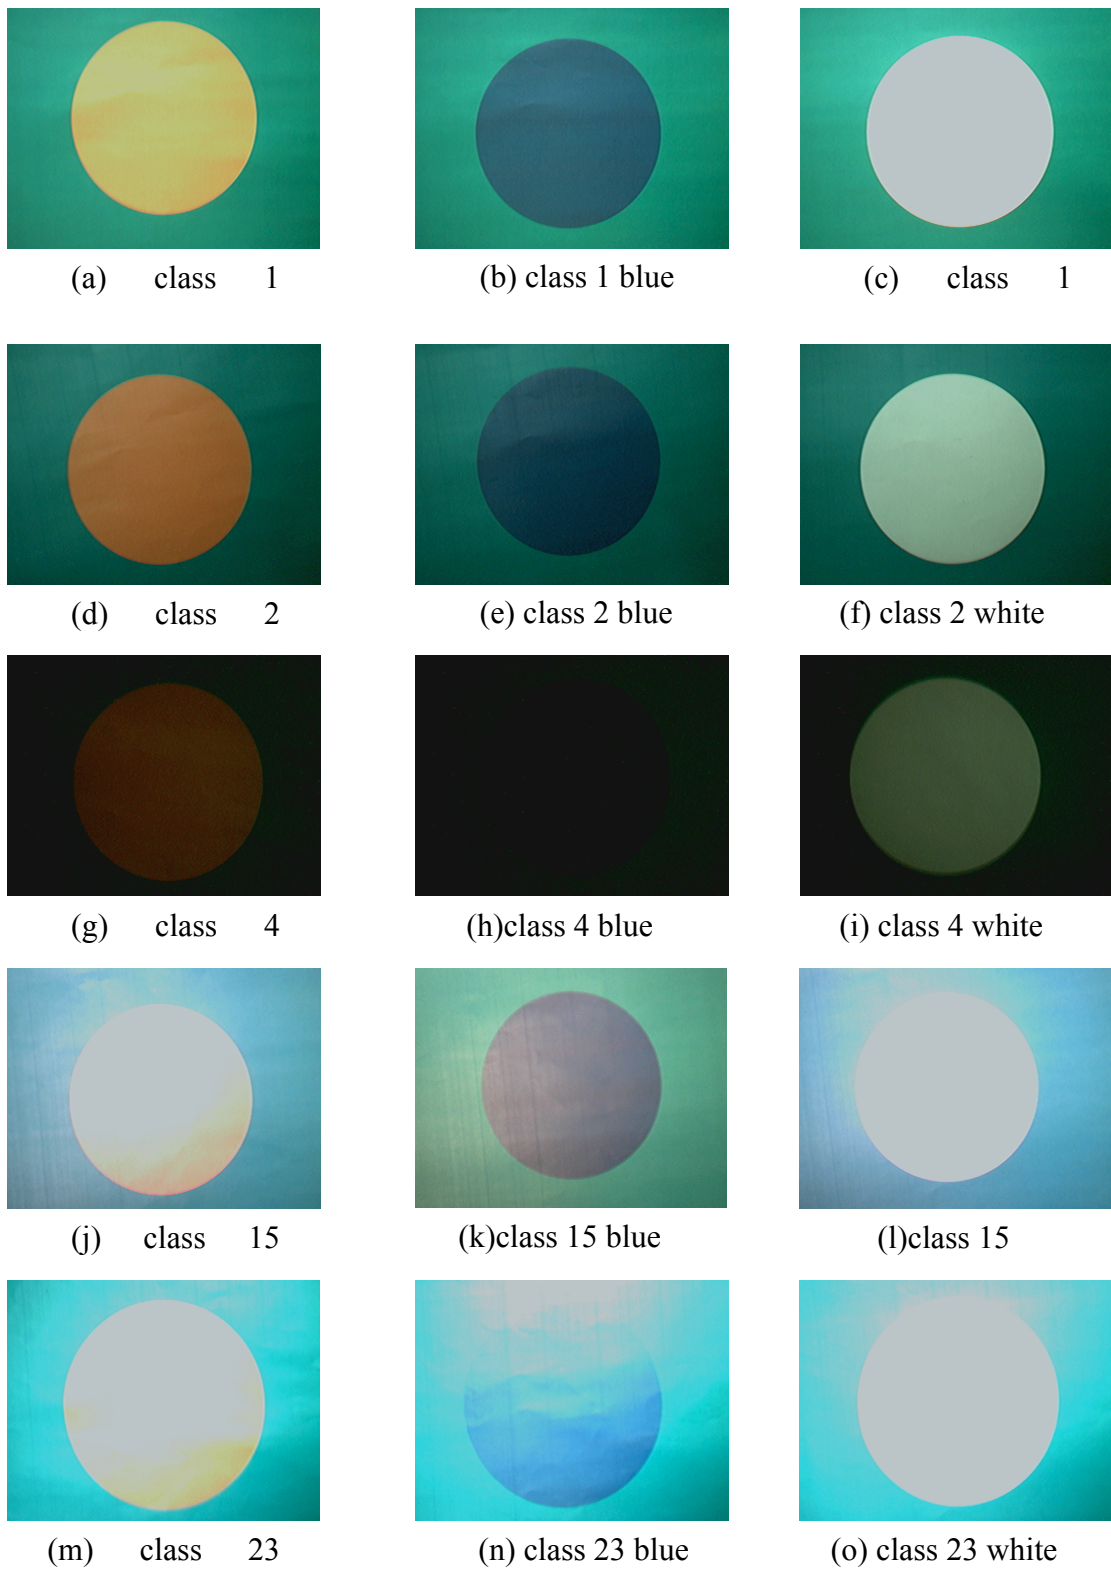 (a) class 1
(b) class 1 blue
(c) class 1
(d) class 2
(e) class 2 blue
(f) class 2 white
(g) class 4
(h)class 4 blue
(i) class 4 white
(j) class 15
(k)class 15 blue
(l)class 15
(m) class 23
(n) class 23 blue
(o) class 23 white